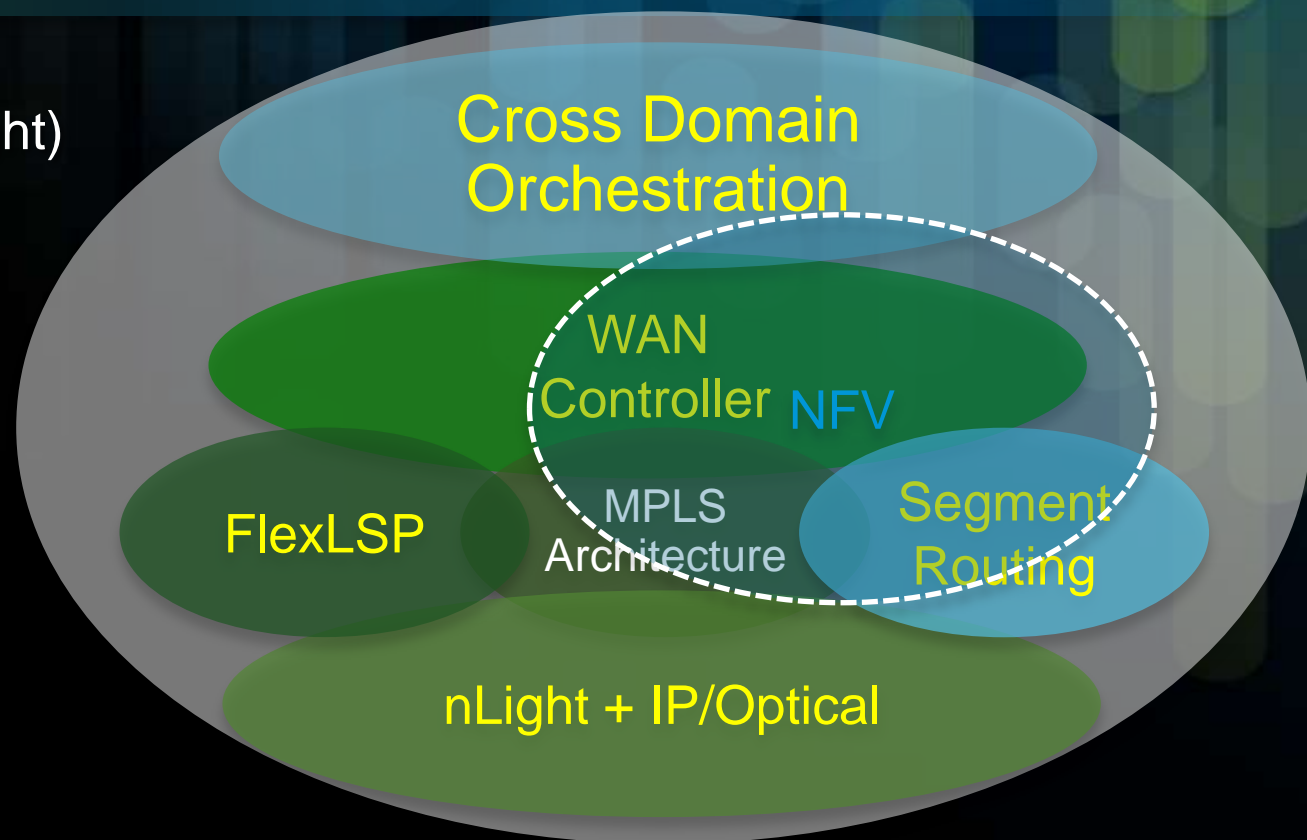 ht)
Cross Domain
Orchestration
WAN
Controller
NFV
MPLS
Architecture
FlexLSP
Segment
Routing
nLight + IP/Optical